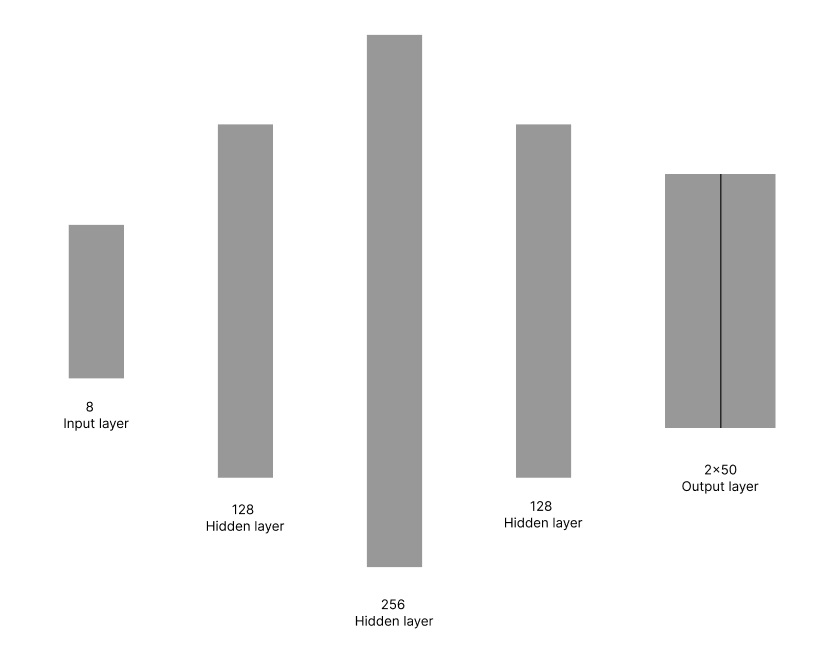 8
Input layer
128
Hidden layer
256
Hidden layer
128
Hidden layer
2×50
Output layer